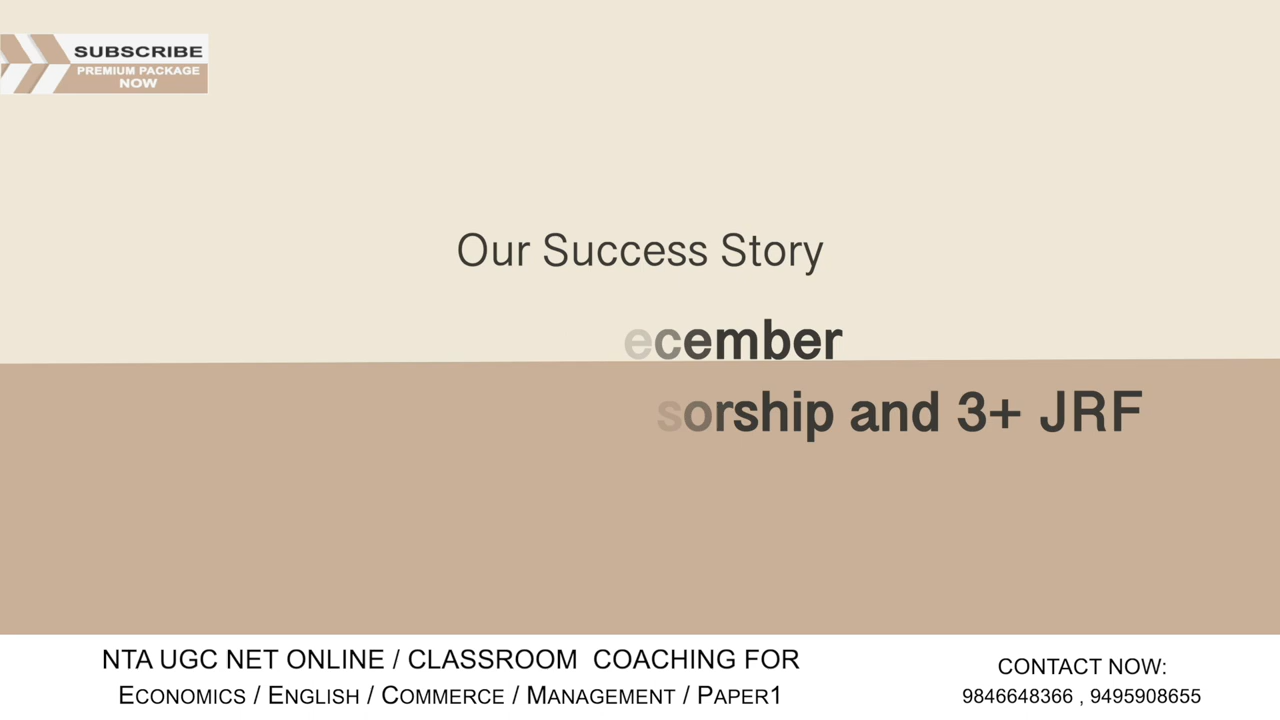 SUBSCRIBE
PREMIUM PACKAGE
NOW
Our Success Story
ecember
sorship and 3+ JRF
NTA UGC NET ONLINE / CLASSROOM COACHING FOR
ECONOMICS / ENGLISH / COMMERCE / MANAGEMENT / PAPER1
CONTACT NOW:
9846648366 , 9495908655